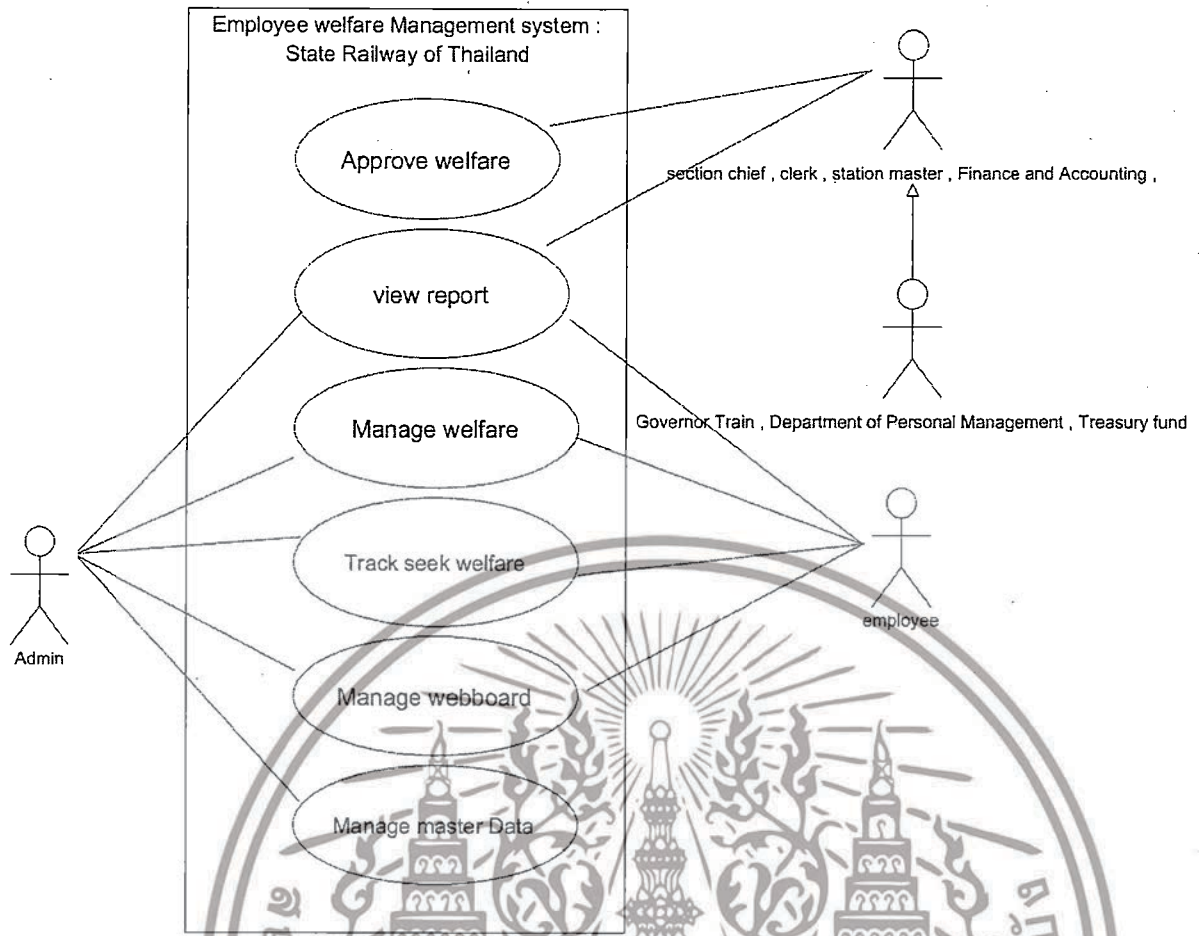 Employee welfare Management system :
State Railway of Thailand
Approve welfare
section chief , clerk , station master , Finance and Accounting ,
view report
Governor Train , Department of Personal Management , Treasury fund
Manage welfare
Track seek welfare
employee
Admin
Manage webboard
Manage master Data